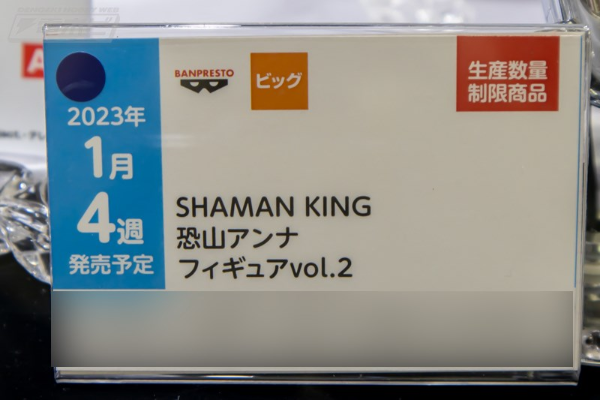 2023年
1月
4週
発売予定
BANPRESTO
ビッグ
生産数量
制限商品
SHAMAN KING
恐山アンナ
フィギュアvol.2